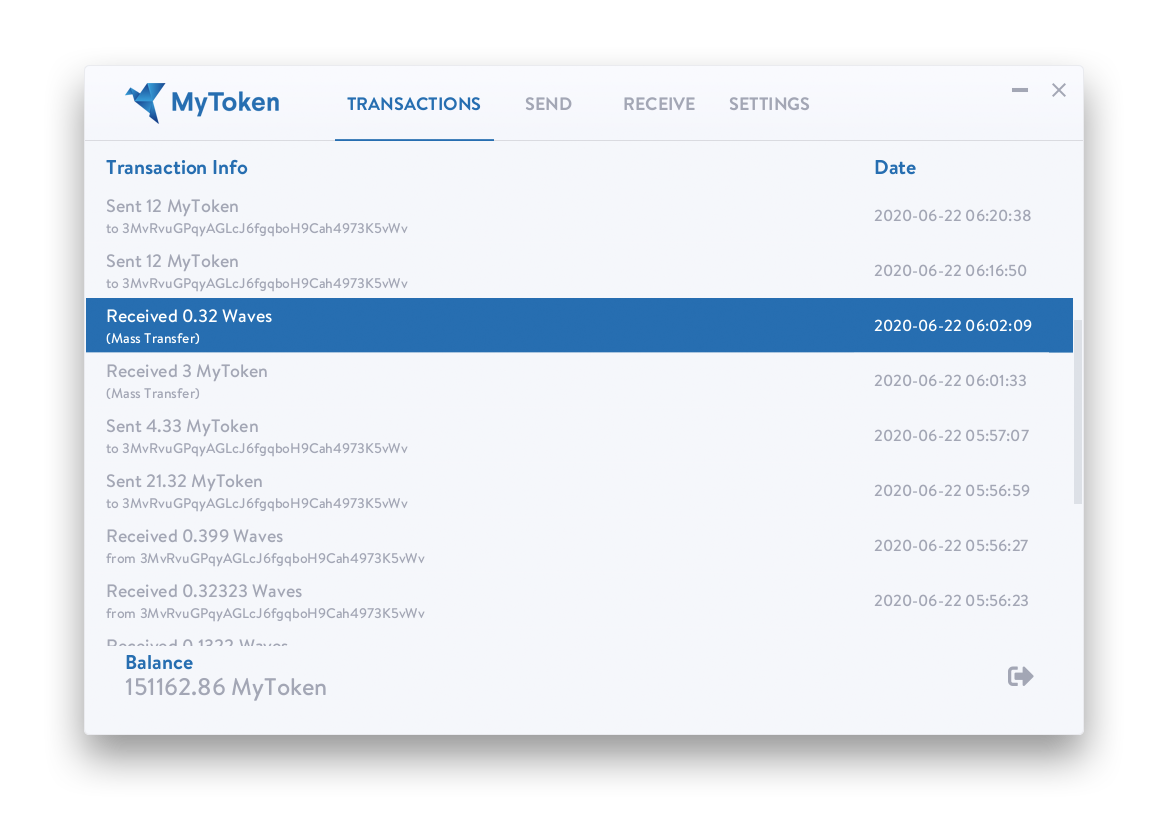 MyToken
TRANSACTIONS SEND RECEIVE SETTINGS
Transaction Info Date
Sent 12 MyToken
to 3MvRvuGPqyAGLcJ6fgqboH9Cah4973K5vWv
2020-06-22 06:20:38
Sent 12 MyToken
to 3MvRvuGPqyAGLcJ6fgqboH9Cah4973K5vWv
2020-06-22 06:16:50
Received 0.32 Waves
(Mass Transfer)
2020-06-22 06:02:09
Received 3 MyToken
(Mass Transfer)
2020-06-22 06:01:33
Sent 4.33 MyToken
to 3MvRvuGPqyAGLcJ6fgqboH9Cah4973K5vWv
2020-06-22 05:57:07
Sent 21.32 MyToken
to 3MvRvuGPqyAGLcJ6fgqboH9Cah4973K5vWv
2020-06-22 05:56:59
Received 0.399 Waves
from 3MvRvuGPqyAGLcJ6fgqboH9Cah4973K5vWv
2020-06-22 05:56:27
Received 0.32323 Waves
from 3MvRvuGPqyAGLcJ6fgqboH9Cah4973K5vWv
2020-06-22 05:56:23
Received 0.1322 Waves
Balance
151162.86 MyToken